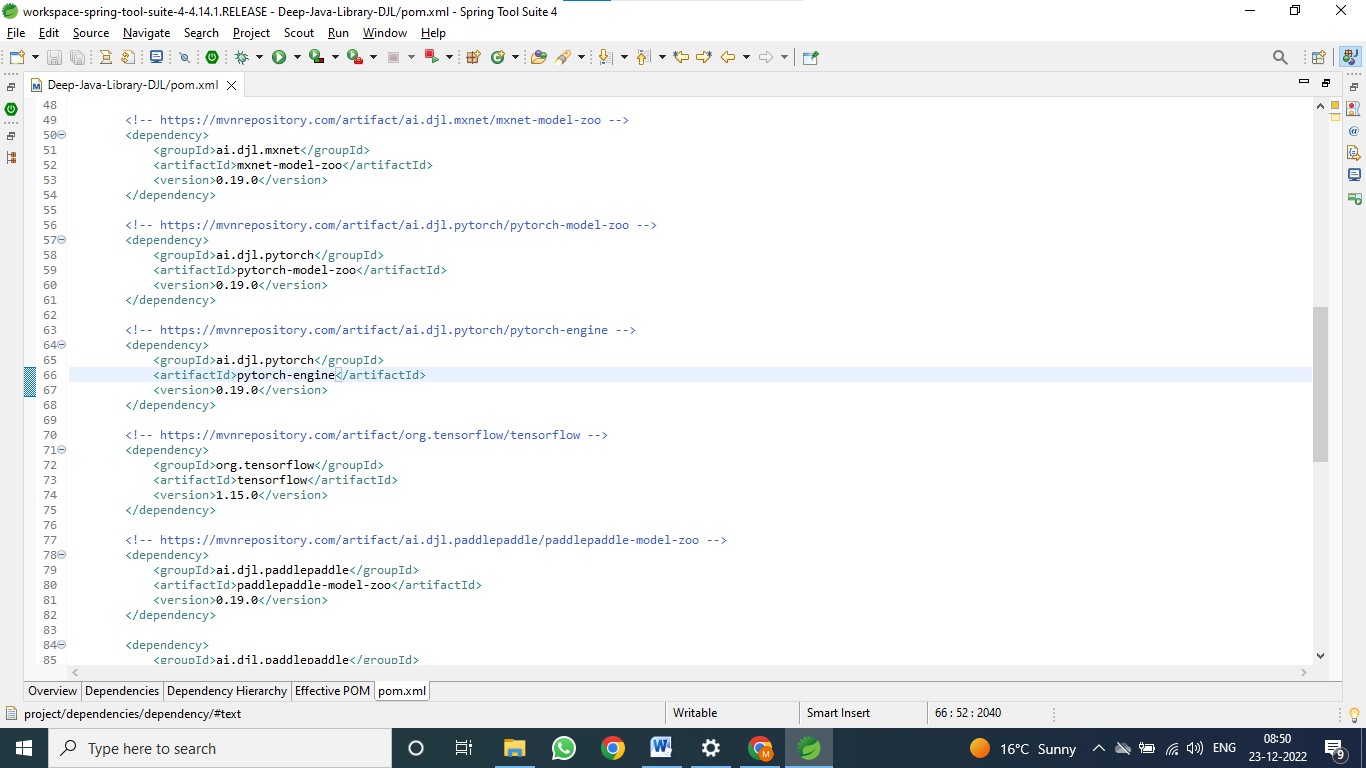 workspace-spring-tool-suite-4-4.14.1.RELEASE - Deep-Java-Library-DJL/pom.xml - Spring Tool Suite 4
File Edit Source Navigate Search Project Scout Run Window Help
Deep-Java-Library-DJL/pom.xml
48
49 <!-- https://mvnrepository.com/artifact/ai.djl.mxnet/mxnet-model-zoo -->
50 <dependency>
51 <groupId>ai.djl.mxnet</groupId>
52 <artifactId>mxnet-model-zoo</artifactId>
53 <version>0.19.0</version>
54 </dependency>
55
56 <!-- https://mvnrepository.com/artifact/ai.djl.pytorch/pytorch-model-zoo -->
57 <dependency>
58 <groupId>ai.djl.pytorch</groupId>
59 <artifactId>pytorch-model-zoo</artifactId>
60 <version>0.19.0</version>
61 </dependency>
62
63 <!-- https://mvnrepository.com/artifact/ai.djl.pytorch/pytorch-engine -->
64 <dependency>
65 <groupId>ai.djl.pytorch</groupId>
66 <artifactId>pytorch-engine</artifactId>
67 <version>0.19.0</version>
68 </dependency>
69
70 <!-- https://mvnrepository.com/artifact/org.tensorflow/tensorflow -->
71 <dependency>
72 <groupId>org.tensorflow</groupId>
73 <artifactId>tensorflow</artifactId>
74 <version>1.15.0</version>
75 </dependency>
76
77 <!-- https://mvnrepository.com/artifact/ai.djl.paddlepaddle/paddlepaddle-model-zoo -->
78 <dependency>
79 <groupId>ai.djl.paddlepaddle</groupId>
80 <artifactId>paddlepaddle-model-zoo</artifactId>
81 <version>0.19.0</version>
82 </dependency>
83
84 <dependency>
85 <groupId>ai.djl.paddlepaddle</groupId>
Overview Dependencies Dependency Hierarchy Effective POM pom.xml
project/dependencies/dependency/#text Writable Smart Insert 66 : 52 : 2040
Type here to search 16°C Sunny ENG 08:50
23-12-2022 9